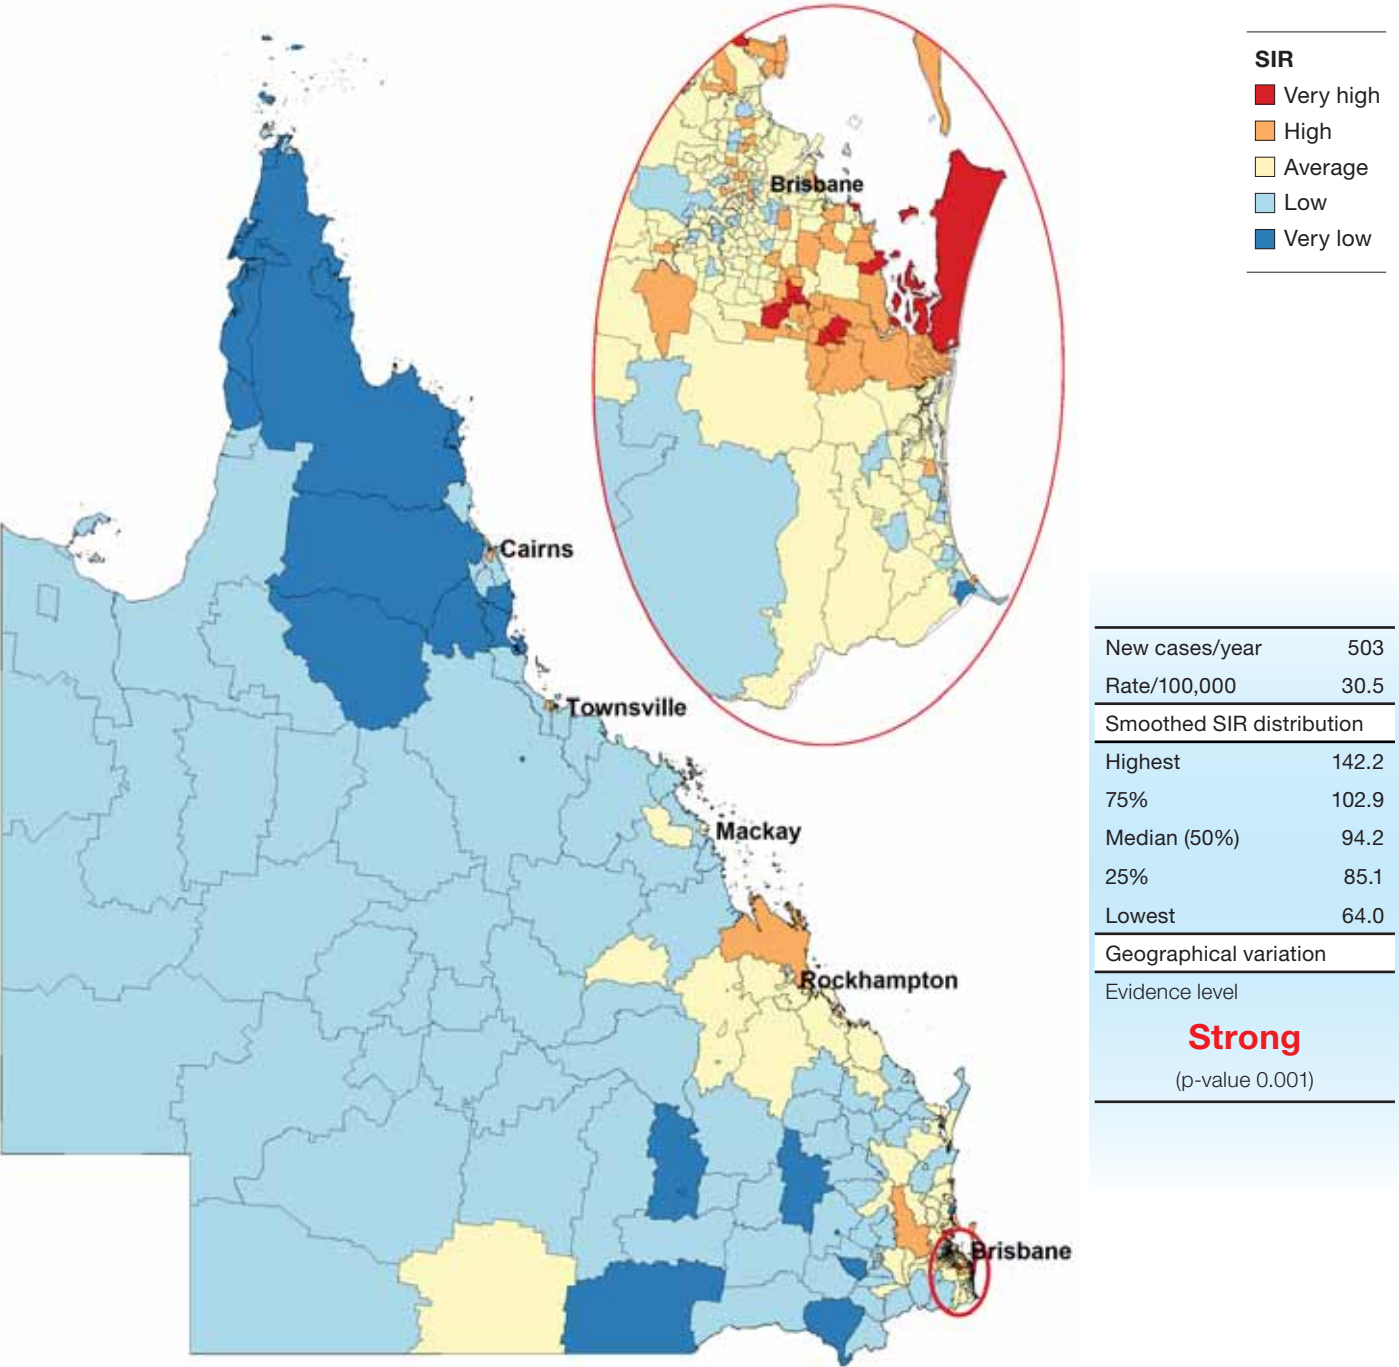 SIR
Very high
High
Average
Low
Very low
Brisbane
Cairns
Townsville
Mackay
Rockhampton
Brisbane
New cases/year 503
Rate/100,000 30.5
Smoothed SIR distribution
Highest 142.2
75% 102.9
Median (50%) 94.2
25% 85.1
Lowest 64.0
Geographical variation
Evidence level
Strong
(p-value 0.001)